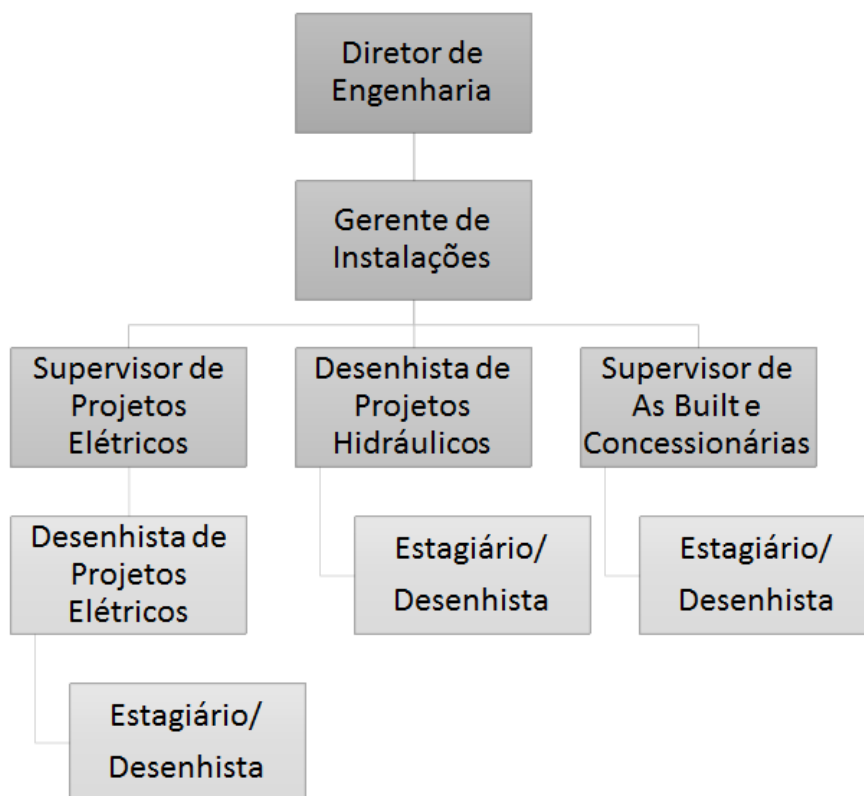 Diretor de
Engenharia
Gerente de
Instalações
Supervisor de
Projetos
Elétricos
Desenhista de
Projetos
Hidráulicos
Supervisor de
As Built e
Concessionárias
Desenhista de
Projetos
Elétricos
Estagiário/
Desenhista
Estagiário/
Desenhista
Estagiário/
Desenhista